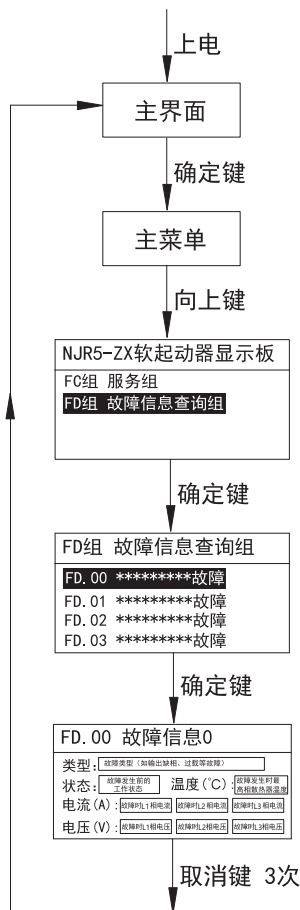 上电
主界面
确定键
主菜单
向上键
NJR5-ZX软起动器显示板
FC组 服务组
FD组 故障信息查询组
确定键
FD组 故障信息查询组
FD.00 *********故障
FD.01 *********故障
FD.02 *********故障
FD.03 *********故障
确定键
FD.00 故障信息0
类型: 故障类型（如输出缺相、过载等故障）
状态: 故障发生前的工作状态 温度(℃): 故障发生时最高相散热器温度
电流(A): 故障时L1相电流 故障时L2相电流 故障时L3相电流
电压(V): 故障时L1相电压 故障时L2相电压 故障时L3相电压
取消键 3次